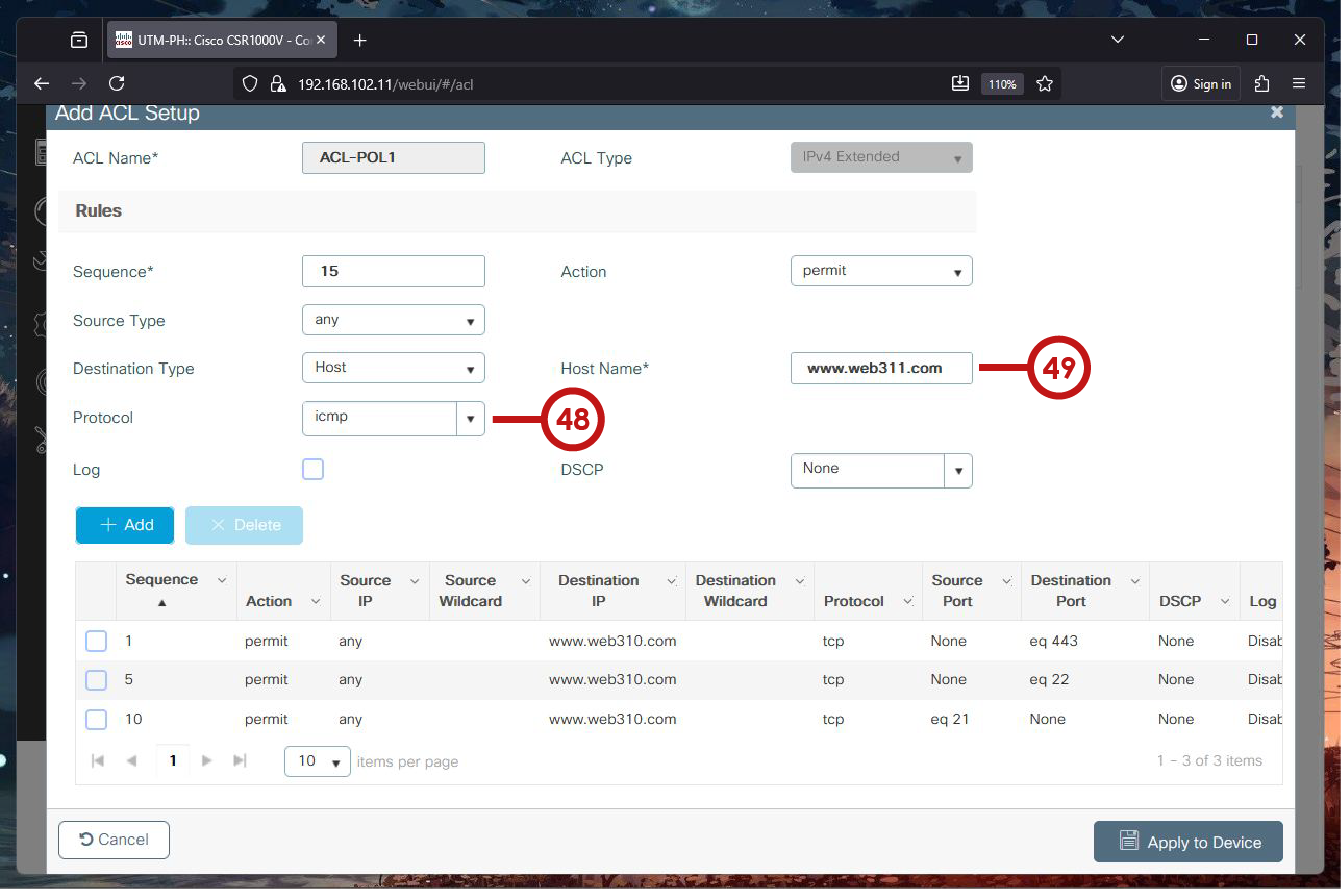 UTM-PH:: Cisco CSR1000V - Co
192.168.102.11/webui/#/acl
110%
Sign in
Add ACL Setup
ACL Name*
ACL-POL1
ACL Type
IPv4 Extended
Rules
Sequence*
15
Action
permit
Source Type
any
Destination Type
Host
Host Name*
www.web311.com
49
Protocol
icmp
48
Log
DSCP
None
Add
Delete
Sequence Action Source IP Source Wildcard Destination IP Destination Wildcard Protocol Source Port Destination Port DSCP Log
1 permit any www.web310.com tcp None eq 443 None Disab
5 permit any www.web310.com tcp None eq 22 None Disab
10 permit any www.web310.com tcp eq 21 None None Disab
1
10
items per page
1 - 3 of 3 items
Cancel
Apply to Device